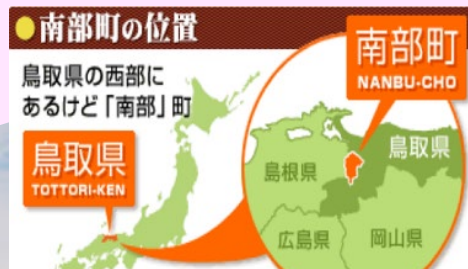 南部町の位置
鳥取県の西部に
あるけど「南部」町
鳥取県
TOTTORI-KEN
南部町
NANBU-CHO
鳥取県
島根県
広島県
岡山県